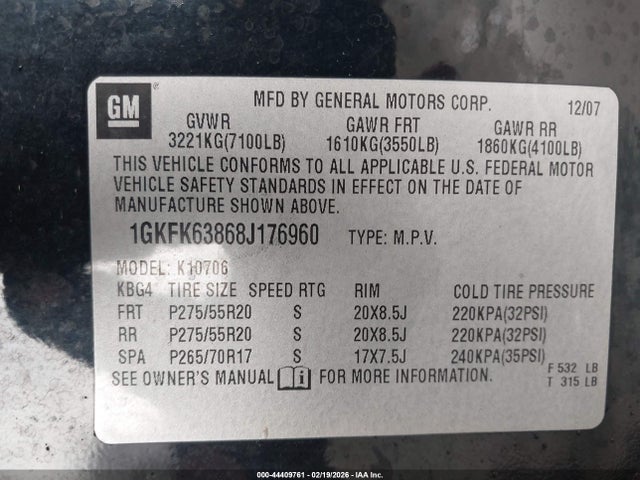 GM
MFD BY GENERAL MOTORS CORP. 12/07
GVWR GAWR FRT GAWR RR
3221KG(7100LB) 1610KG(3550LB) 1860KG(4100LB)
THIS VEHICLE CONFORMS TO ALL APPLICABLE U.S. FEDERAL MOTOR
VEHICLE SAFETY STANDARDS IN EFFECT ON THE DATE OF
MANUFACTURE SHOWN ABOVE.
1GKFK63868J176960 TYPE: M.P.V.
MODEL: K10706
KBG4 TIRE SIZE SPEED RTG RIM COLD TIRE PRESSURE
FRT P275/55R20 S 20X8.5J 220KPA(32PSI)
RR P275/55R20 S 20X8.5J 220KPA(32PSI)
SPA P265/70R17 S 17X7.5J 240KPA(35PSI)
SEE OWNER'S MANUAL i FOR MORE INFORMATION.
F 532 LB
T 315 LB
000-44409761 - 02/19/2026 - IAA Inc.